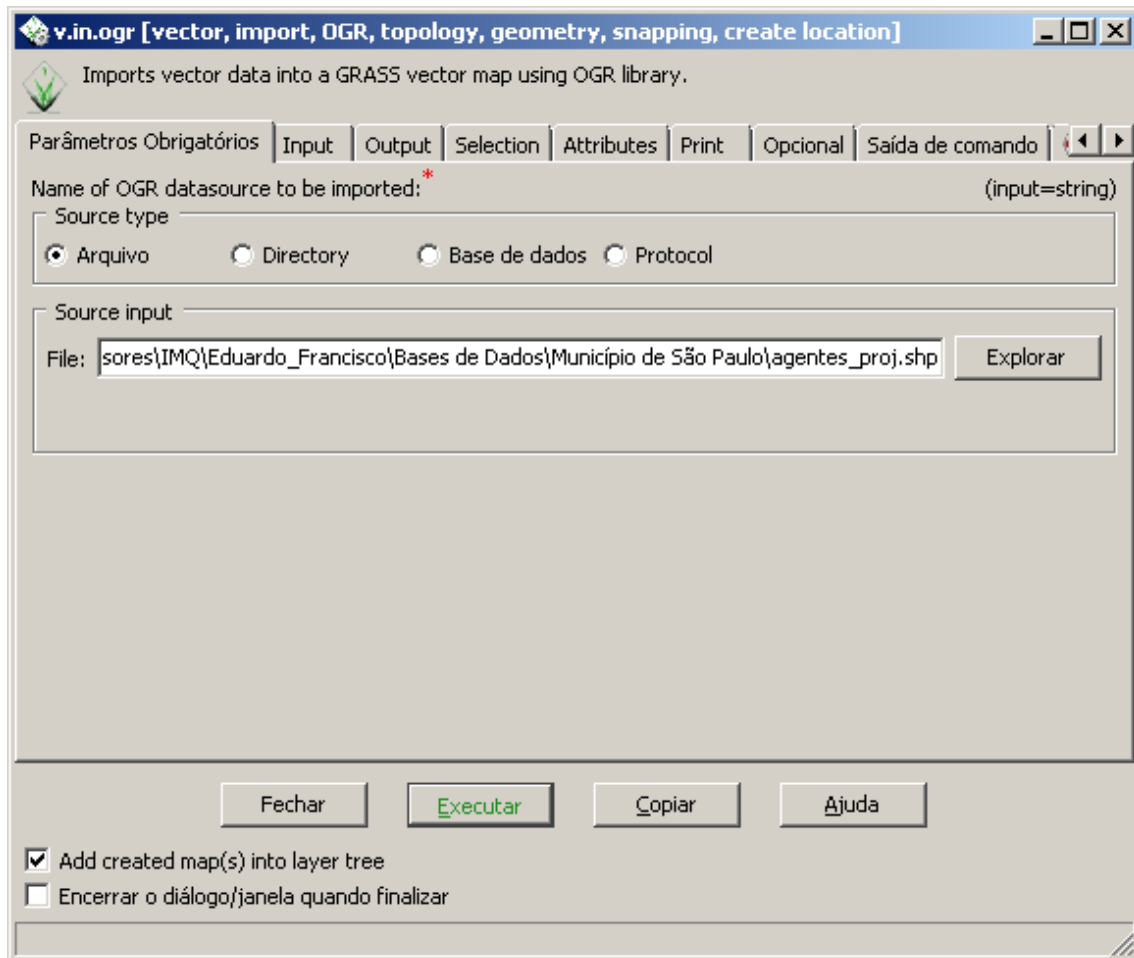 v.in.ogr [vector, import, OGR, topology, geometry, snapping, create location]
Imports vector data into a GRASS vector map using OGR library.
Parâmetros Obrigatórios Input Output Selection Attributes Print Opcional Saída de comando
Name of OGR datasource to be imported:* (input=string)
Source type
Arquivo Directory Base de dados Protocol
Source input
File: sores\IMQ\Eduardo_Francisco\Bases de Dados\Município de São Paulo\agentes_proj.shp Explorar
Fechar Executar Copiar Ajuda
Add created map(s) into layer tree
Encerrar o diálogo/janela quando finalizar